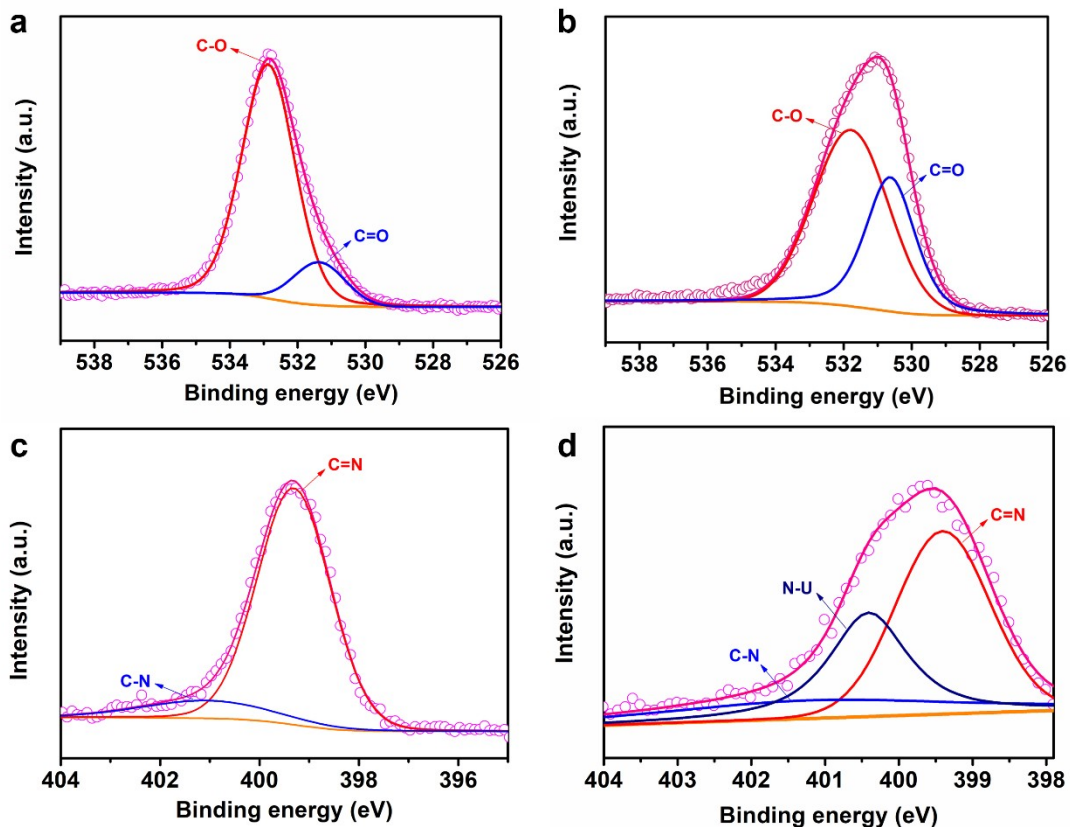 a
Intensity (a.u.)
C-O
C=O
538 536 534 532 530 528 526
Binding energy (eV)
b
Intensity (a.u.)
C-O
C=O
538 536 534 532 530 528 526
Binding energy (eV)
c
Intensity (a.u.)
C=N
C-N
404 402 400 398 396
Binding energy (eV)
d
Intensity (a.u.)
C=N
N-U
C-N
404 403 402 401 400 399 398
Binding energy (eV)